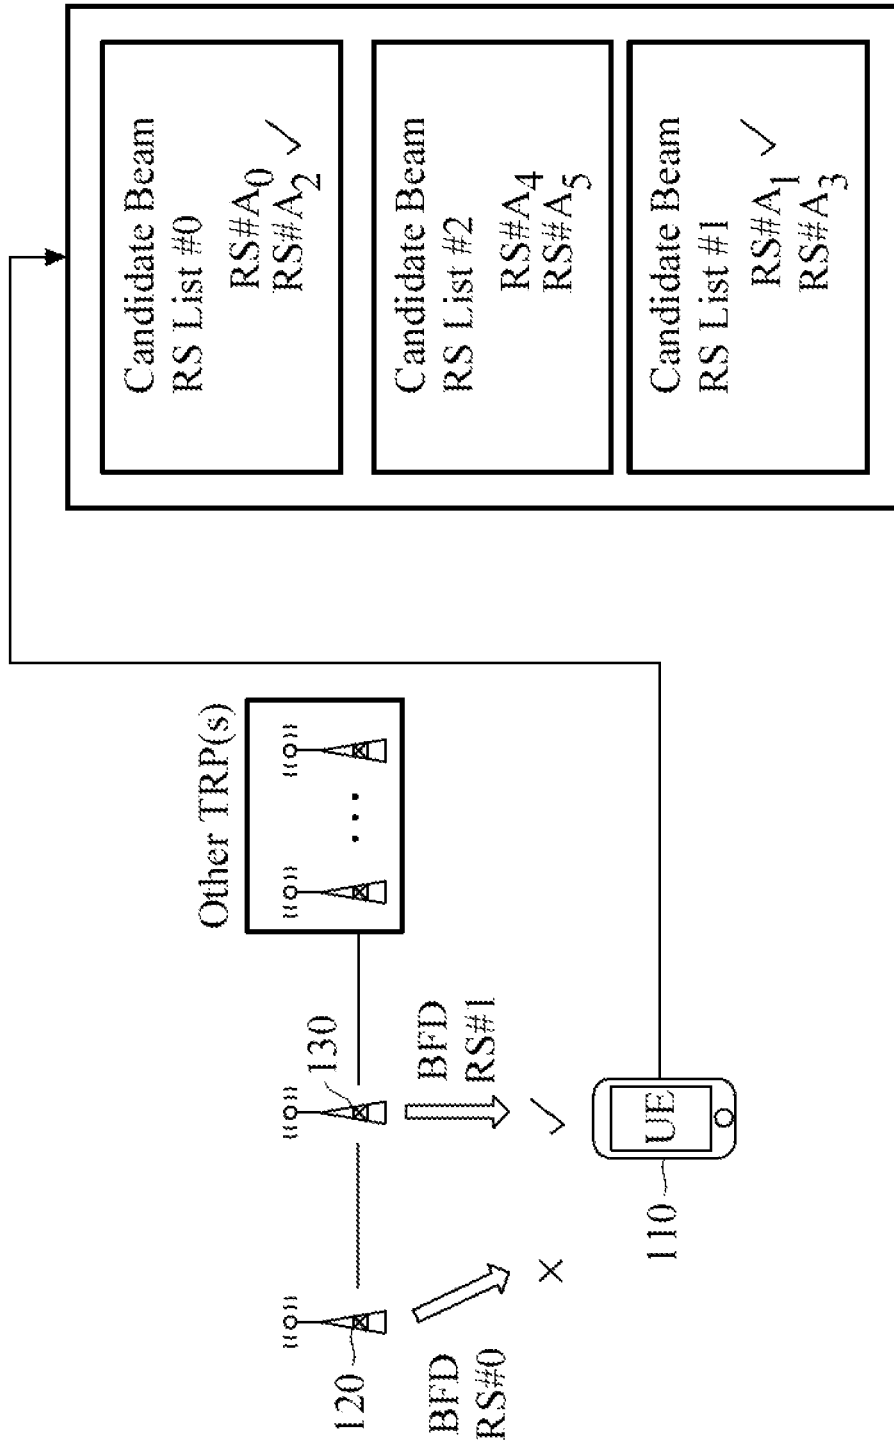 Other TRP(s)
120
130
BFD
RS#0
BFD
RS#1
110
UE
Candidate Beam
RS List #0
RS#A0
RS#A2
Candidate Beam
RS List #2
RS#A4
RS#A5
Candidate Beam
RS List #1
RS#A1
RS#A3